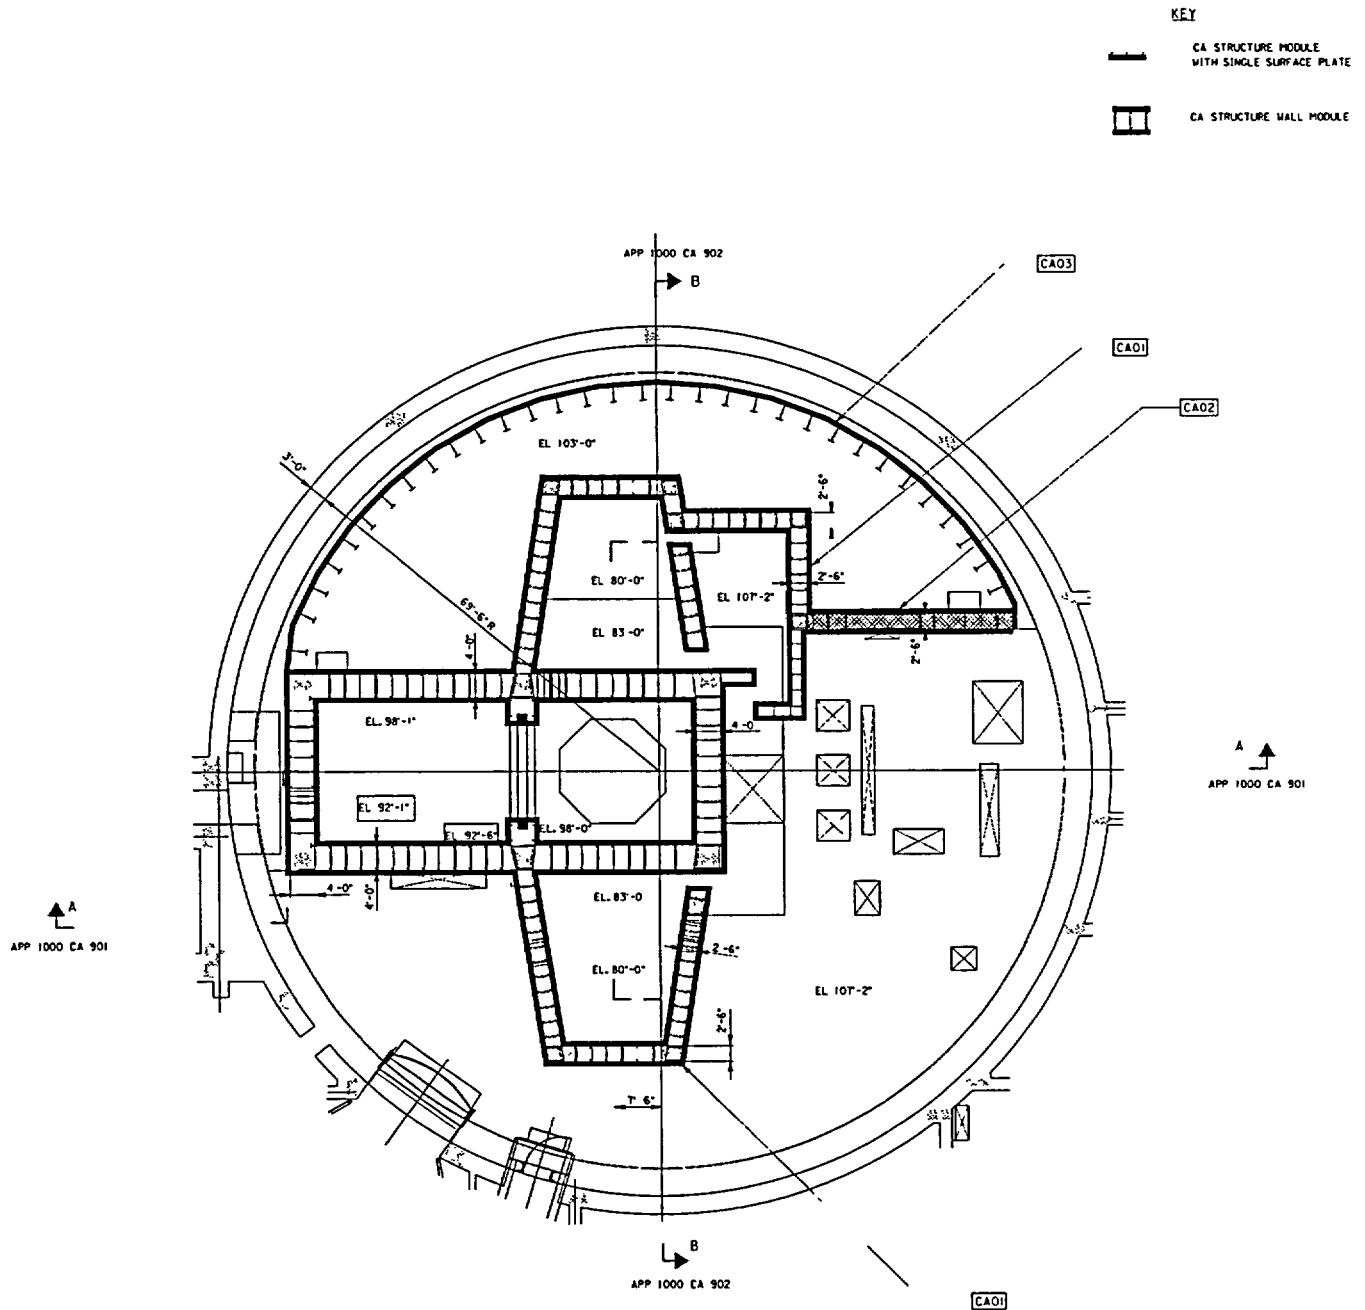 KEY
CA STRUCTURE MODULE
WITH SINGLE SURFACE PLATE
CA STRUCTURE WALL MODULE
APP 1000 CA 902
B
CA03
CA01
CA02
EL 103'-0"
3'-0"
2'-6"
EL 80'-0"
2'-6"
EL 107'-2"
69'-6"R
EL 83'-0"
4'-0"
2'-6"
EL. 98'-1"
4'-0
A
APP 1000 CA 901
EL 92'-1"
EL. 92'-6"
EL. 98'-0"
4'-0"
4'-0"
EL. 83'-0
A
APP 1000 CA 901
2'-6"
EL. 80'-0"
EL 107'-2"
2'-6"
7' 6"
B
APP 1000 CA 902
CA01